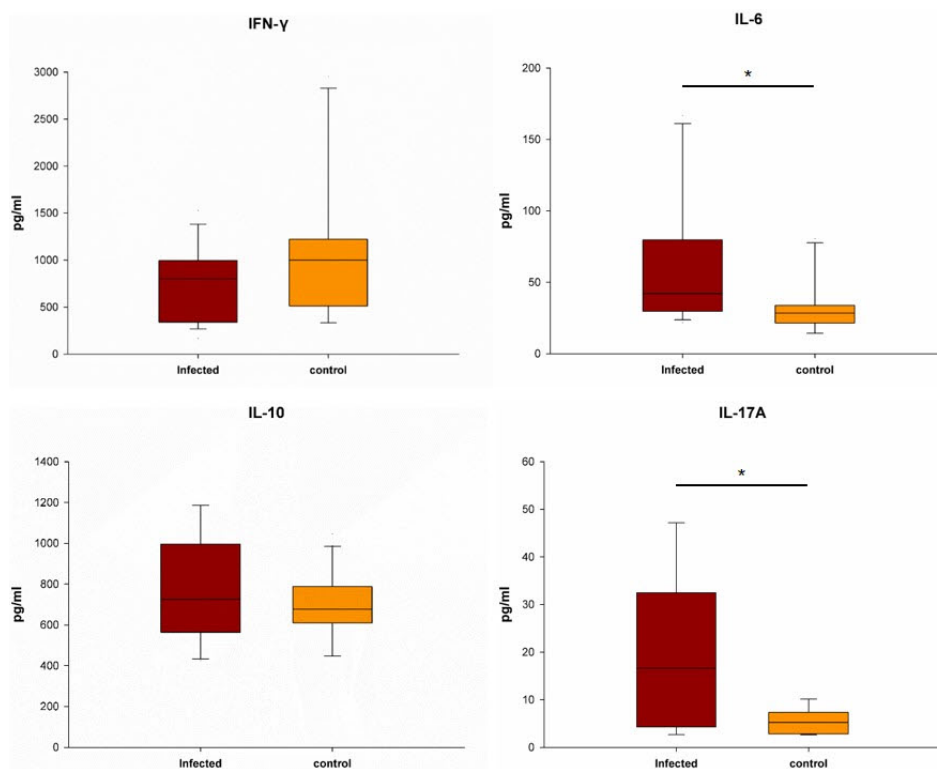 IFN-γ
3000
2500
2000
1500
1000
500
0
pg/ml
Infected control
IL-6
*
200
150
100
50
0
pg/ml
Infected control
IL-10
1400
1200
1000
800
600
400
200
0
pg/ml
Infected control
IL-17A
*
60
50
40
30
20
10
0
pg/ml
Infected control